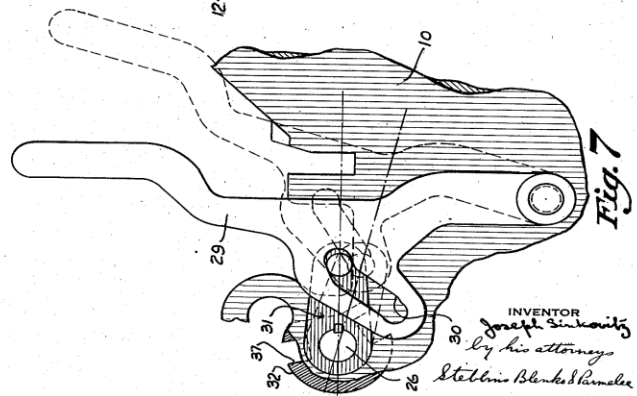 12
10
29
31
37
32
26
30
Fig. 7
INVENTOR
Joseph Sinkovitz
by his attorneys
Stebbins Blenko & Parmelee